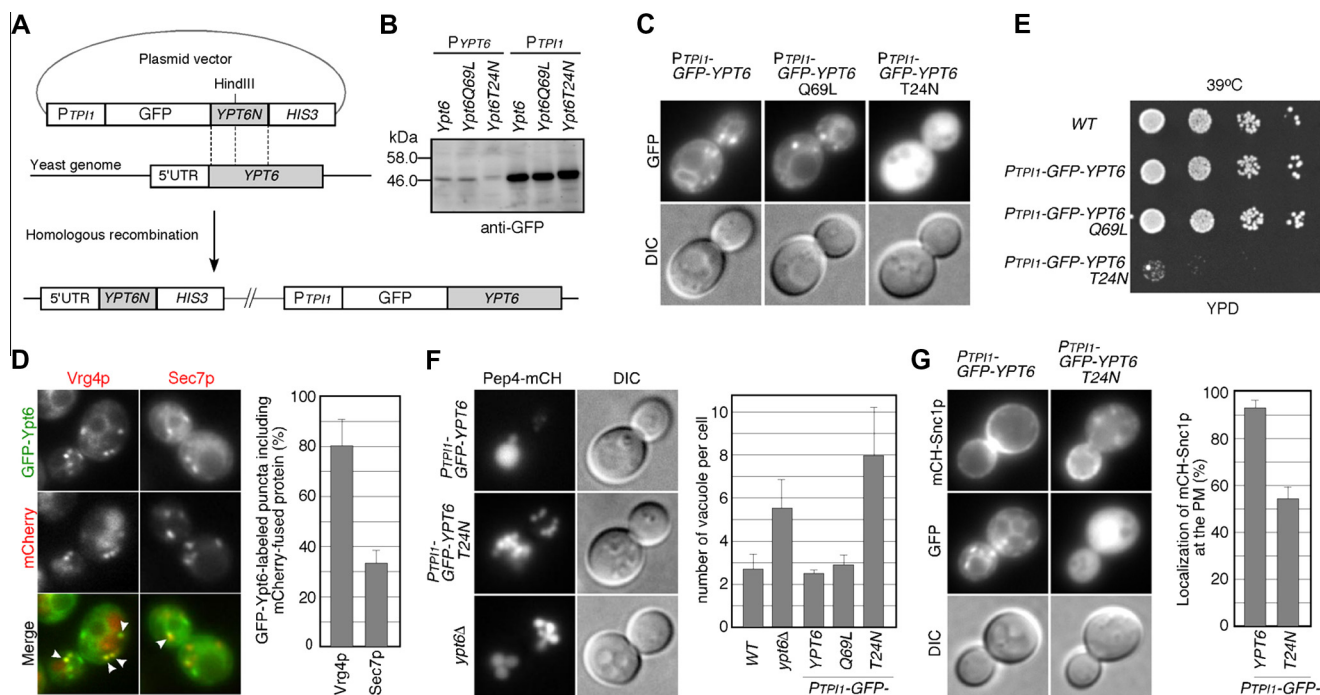 A
Plasmid vector
HindIII
PTPI1
GFP
YPT6N
HIS3
Yeast genome
5'UTR
YPT6
Homologous recombination
5'UTR
YPT6N
HIS3
PTPI1
GFP
YPT6
B
PYPT6
PTPI1
Ypt6
Ypt6Q69L
Ypt6T24N
Ypt6
Ypt6Q69L
Ypt6T24N
kDa
58.0
46.0
anti-GFP
C
PTPI1-
GFP-YPT6
PTPI1-
GFP-YPT6
Q69L
PTPI1-
GFP-YPT6
T24N
GFP
DIC
E
39ºC
WT
PTPI1-GFP-YPT6
PTPI1-GFP-YPT6
Q69L
PTPI1-GFP-YPT6
T24N
YPD
D
Vrg4p
Sec7p
GFP-Ypt6
mCherry
Merge
GFP-Ypt6-labeled puncta including
mCherry-fused protein (%)
100
80
60
40
20
0
Vrg4p
Sec7p
F
Pep4-mCH
DIC
PTPI1-
GFP-YPT6
PTPI1-
GFP-YPT6
T24N
ypt6Δ
number of vacuole per cell
10
8
6
4
2
0
WT
ypt6Δ
YPT6
Q69L
T24N
PTPI1-GFP-
G
PTPI1-
GFP-YPT6
PTPI1-
GFP-YPT6
T24N
mCH-Snc1p
GFP
DIC
Localization of mCH-Snc1p
at the PM (%)
100
80
60
40
20
0
YPT6
T24N
PTPI1-GFP-